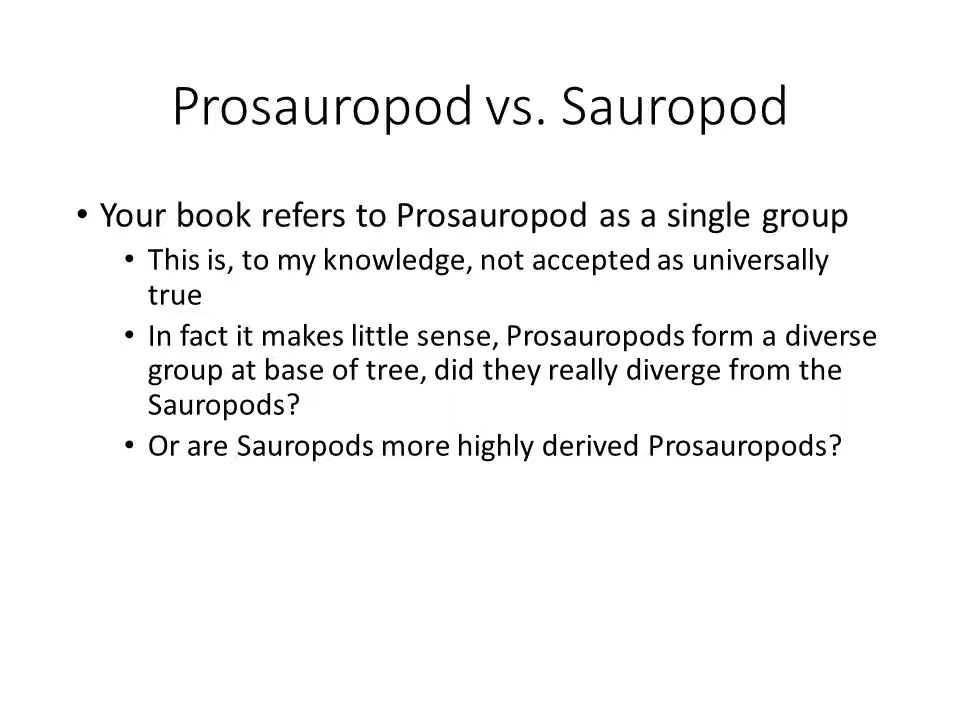 Prosauropod vs. Sauropod
• Your book refers to Prosauropod as a single group
• This is, to my knowledge, not accepted as universally
true
• In fact it makes little sense, Prosauropods form a diverse
group at base of tree, did they really diverge from the
Sauropods?
• Or are Sauropods more highly derived Prosauropods?